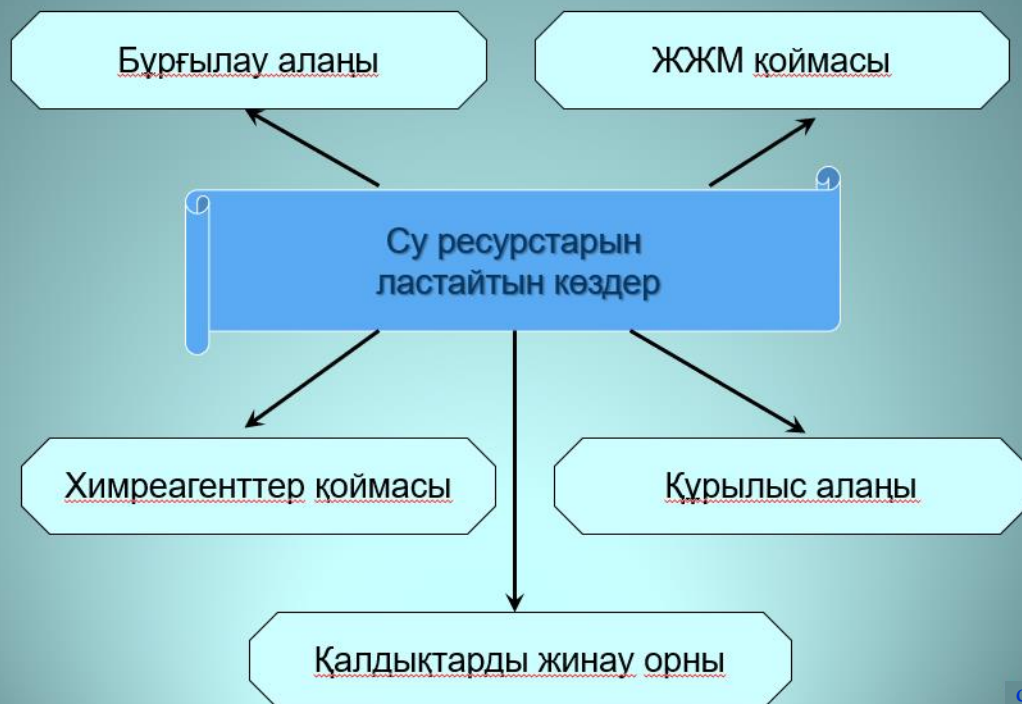 Бұрғылау алаңы
ЖЖМ қоймасы
Су ресурстарын
ластайтын көздер
Химреагенттер қоймасы
Құрылыс алаңы
Қалдықтарды жинау орны